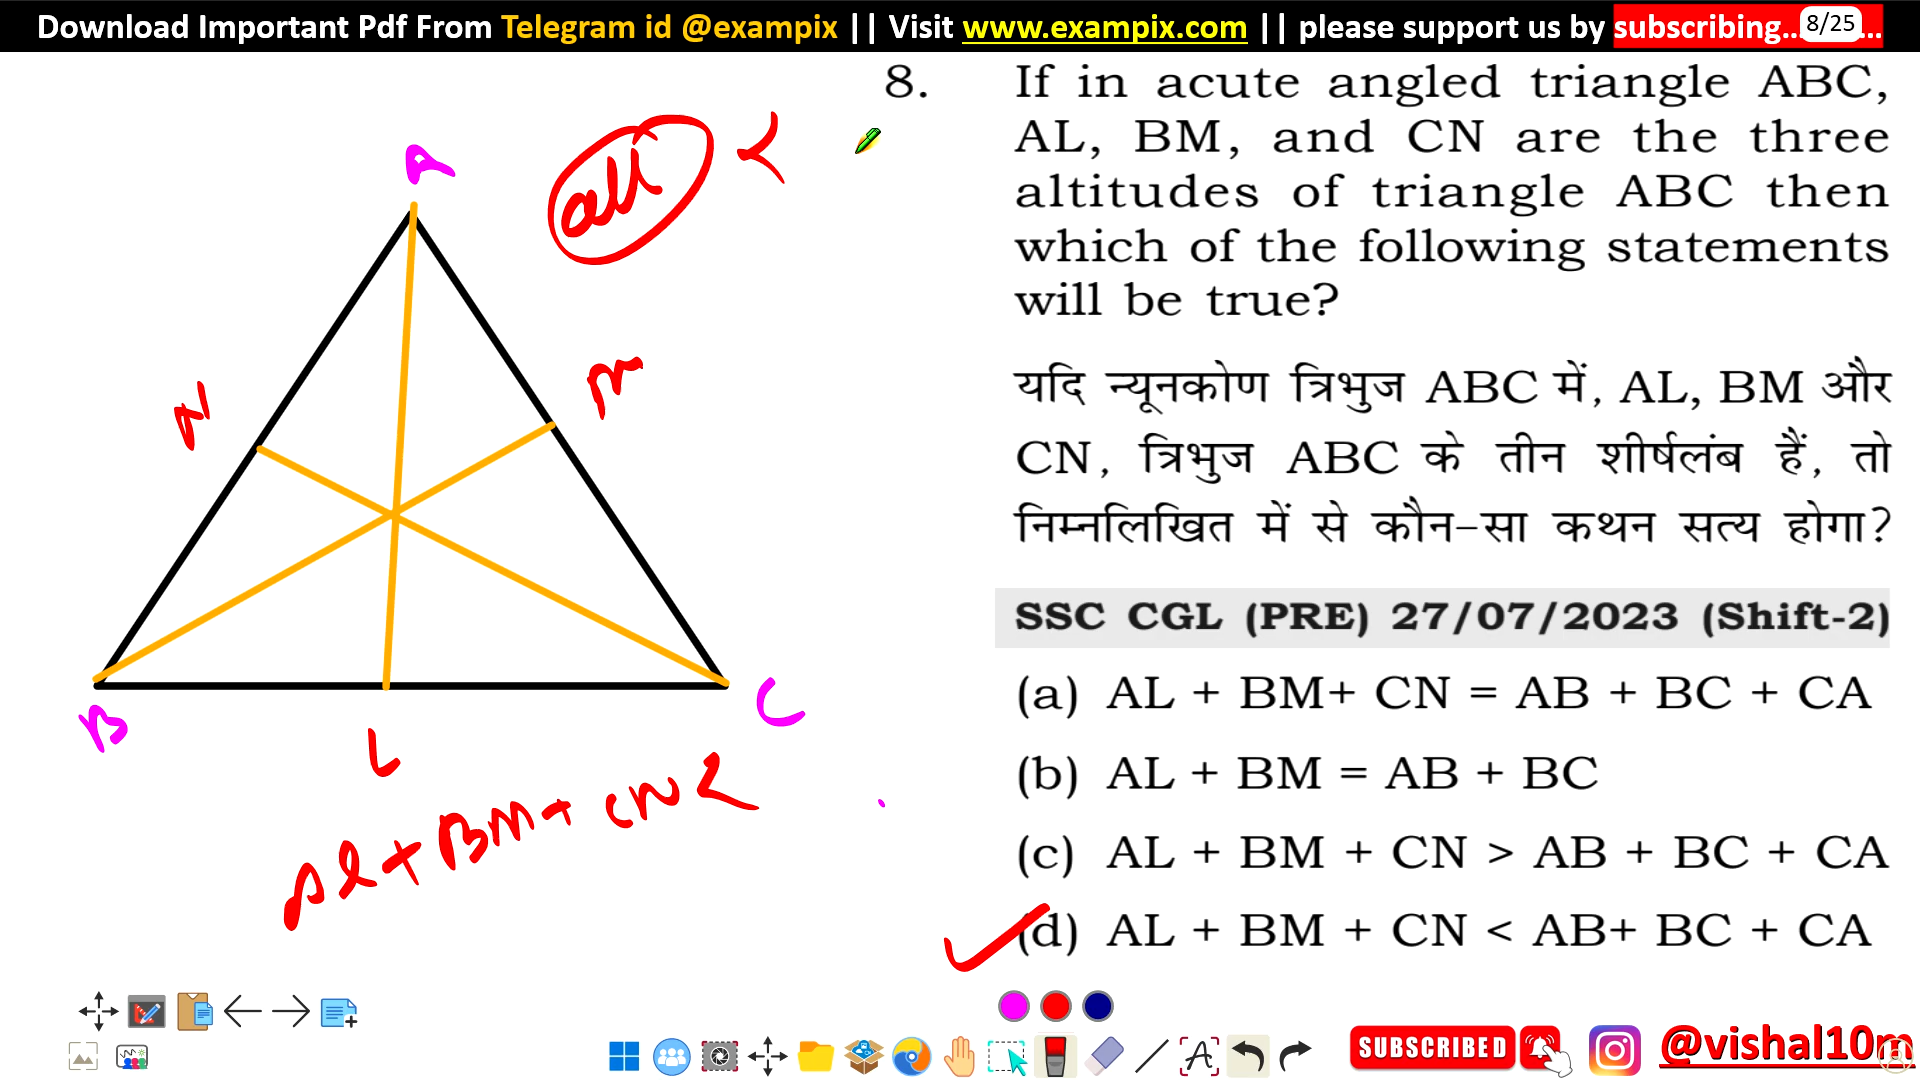 Download Important Pdf From Telegram id @exampix || Visit www.exampix.com || please support us by subscribing... 8/25 ...
8. If in acute angled triangle ABC,
AL, BM, and CN are the three
altitudes of triangle ABC then
which of the following statements
will be true?
यदि न्यूनकोण त्रिभुज ABC में, AL, BM और
CN, त्रिभुज ABC के तीन शीर्षलंब हैं, तो
निम्नलिखित में से कौन-सा कथन सत्य होगा?
SSC CGL (PRE) 27/07/2023 (Shift-2)
(a) AL + BM+ CN = AB + BC + CA
(b) AL + BM = AB + BC
(c) AL + BM + CN > AB + BC + CA
(d) AL + BM + CN < AB+ BC + CA
A
<
N
M
B
C
L
AL + BM + CN <
SUBSCRIBED
@vishal10m